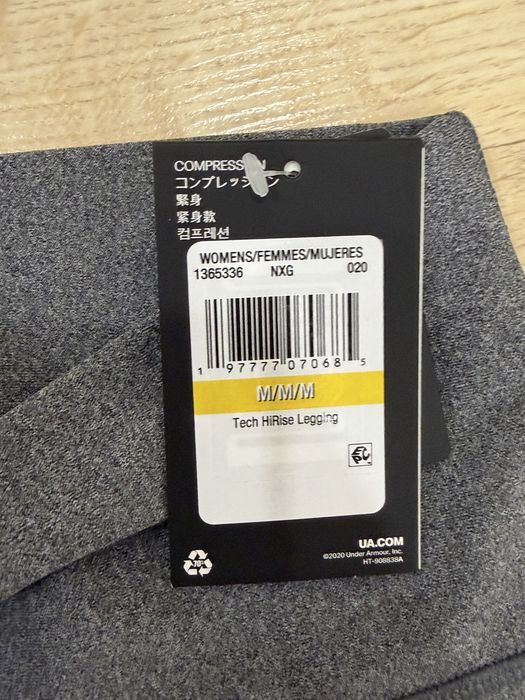 COMPRESSION
コンプレッション
緊身
紧身款
컴프레션
WOMENS/FEMMES/MUJERES
1365336 NXG 020
1 97777 07068 5
M/M/M
Tech HiRise Legging
EPC
70%
UA.COM
©2020 Under Armour, Inc.
HT-908838A